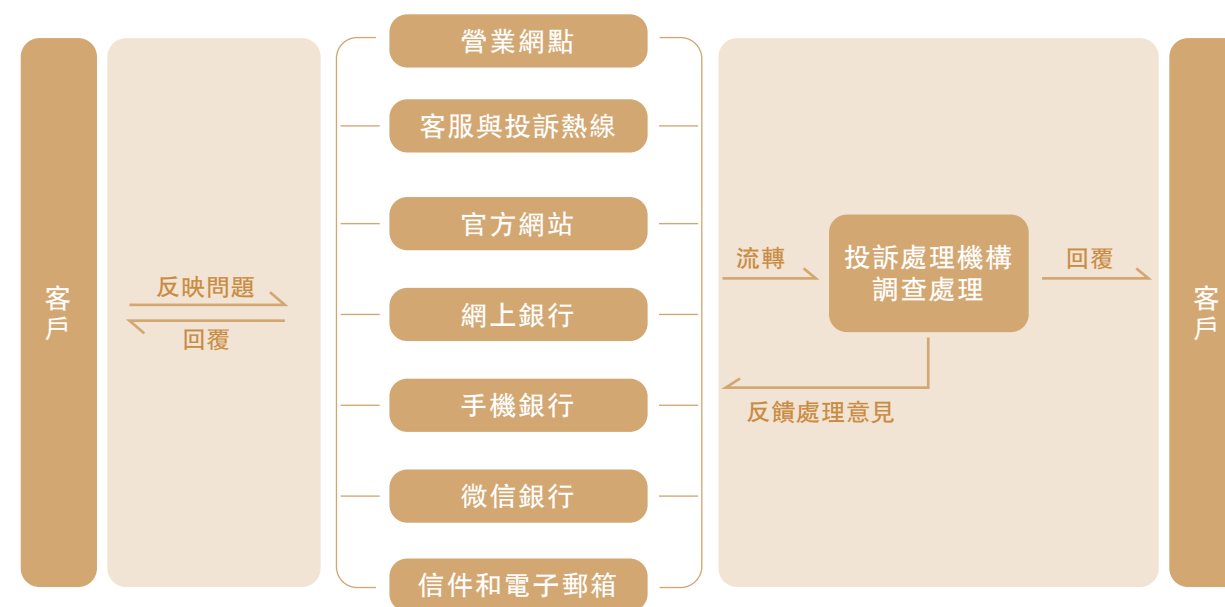 客戶
反映問題
回覆
營業網點
客服與投訴熱線
官方網站
網上銀行
手機銀行
微信銀行
信件和電子郵箱
流轉
投訴處理機構
調查處理
回覆
反饋處理意見
客戶